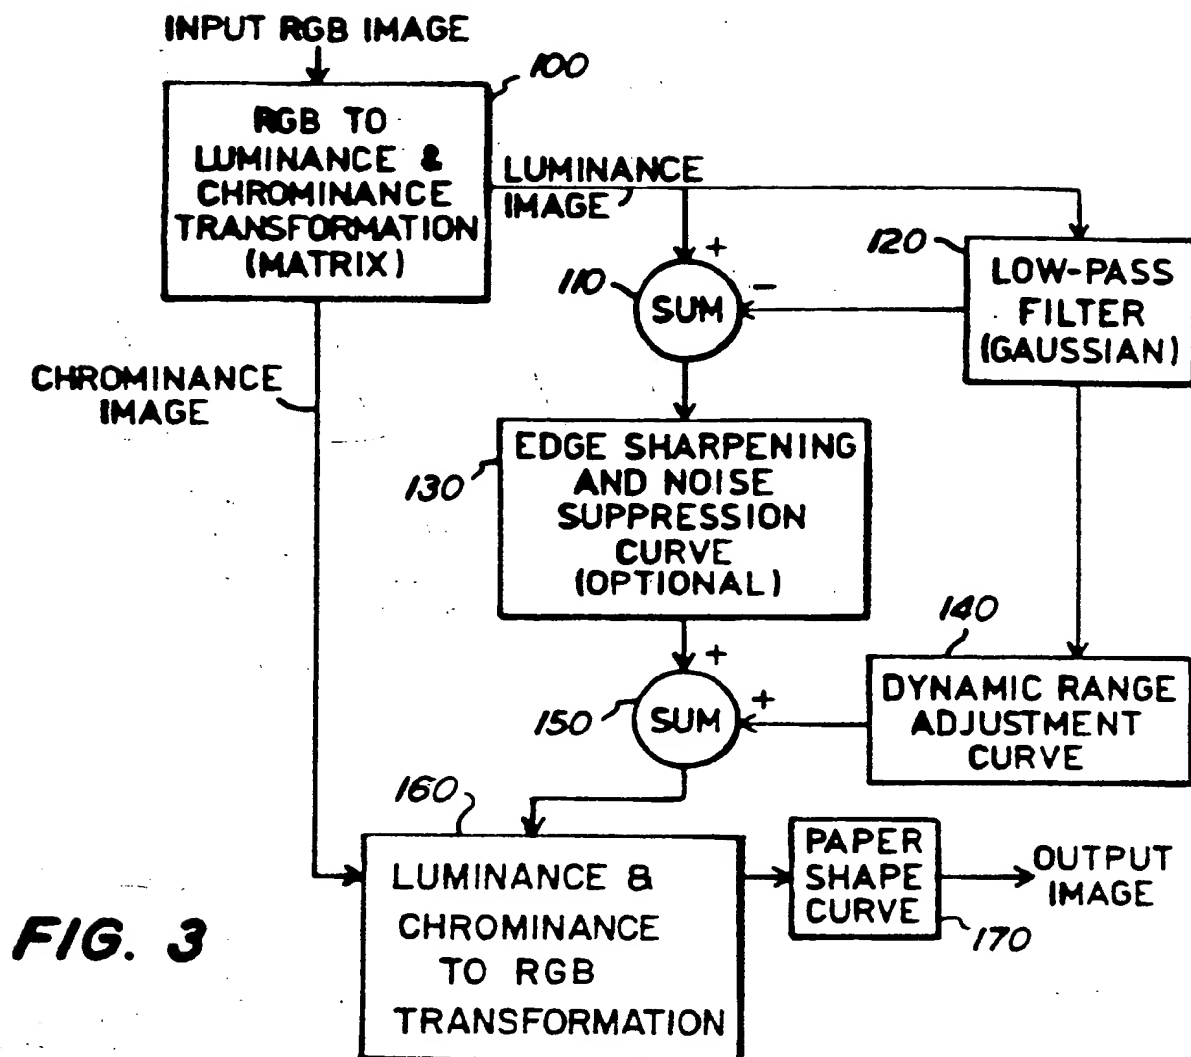 INPUT RGB IMAGE
100
RGB TO
LUMINANCE &
CHROMINANCE
TRANSFORMATION
(MATRIX)
LUMINANCE
IMAGE
120
LOW-PASS
FILTER
(GAUSSIAN)
+
110
SUM
−
CHROMINANCE
IMAGE
130
EDGE SHARPENING
AND NOISE
SUPPRESSION
CURVE
(OPTIONAL)
140
DYNAMIC RANGE
ADJUSTMENT
CURVE
+
150
SUM
+
160
LUMINANCE &
CHROMINANCE
TO RGB
TRANSFORMATION
PAPER
SHAPE
CURVE
170
OUTPUT
IMAGE
FIG. 3